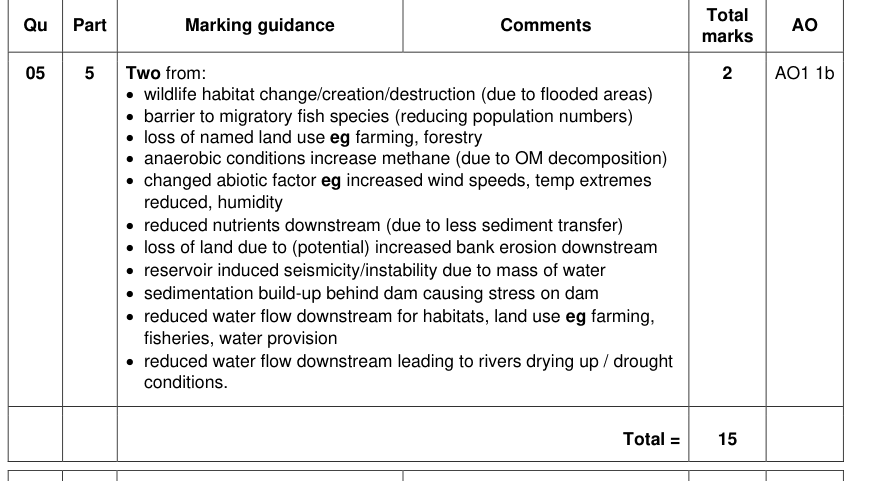 Qu Part Marking guidance Comments Total marks AO
05 5 Two from: 2 AO1 1b
• wildlife habitat change/creation/destruction (due to flooded areas)
• barrier to migratory fish species (reducing population numbers)
• loss of named land use eg farming, forestry
• anaerobic conditions increase methane (due to OM decomposition)
• changed abiotic factor eg increased wind speeds, temp extremes
reduced, humidity
• reduced nutrients downstream (due to less sediment transfer)
• loss of land due to (potential) increased bank erosion downstream
• reservoir induced seismicity/instability due to mass of water
• sedimentation build-up behind dam causing stress on dam
• reduced water flow downstream for habitats, land use eg farming,
fisheries, water provision
• reduced water flow downstream leading to rivers drying up / drought
conditions.
Total = 15